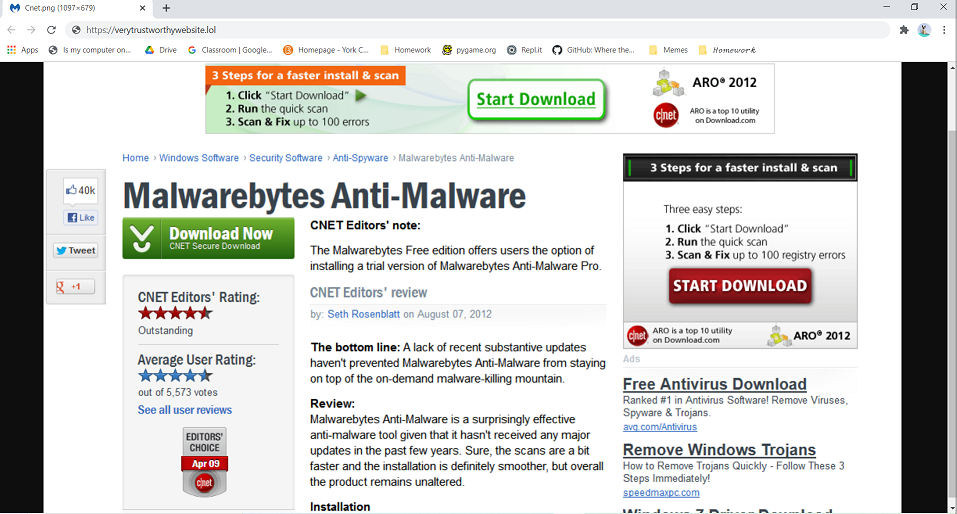 Cnet.png (1097×679)
https://verytrustworthywebsite.lol
Apps
Is my computer on...
Drive
Classroom | Google...
Homepage - York C...
Homework
pygame.org
Repl.it
GitHub: Where the...
Memes
𝓗𝓸𝓶𝓮𝔀𝓸𝓻𝓴
3 Steps for a faster install & scan
1. Click "Start Download"
2. Run the quick scan
3. Scan & Fix up to 100 errors
Start Download
ARO® 2012
c|net
ARO is a top 10 utility
on Download.com
Home › Windows Software › Security Software › Anti-Spyware › Malwarebytes Anti-Malware
40k
Like
Tweet
+1
Malwarebytes Anti-Malware
Download Now
CNET Secure Download
CNET Editors' Rating:
Outstanding
Average User Rating:
out of 5,573 votes
See all user reviews
EDITORS'
CHOICE
Apr 09
c|net
CNET Editors' note:
The Malwarebytes Free edition offers users the option of
installing a trial version of Malwarebytes Anti-Malware Pro.
CNET Editors' review
by: Seth Rosenblatt on August 07, 2012
The bottom line: A lack of recent substantive updates
haven't prevented Malwarebytes Anti-Malware from staying
on top of the on-demand malware-killing mountain.
Review:
Malwarebytes Anti-Malware is a surprisingly effective
anti-malware tool given that it hasn't received any major
updates in the past few years. Sure, the scans are a bit
faster and the installation is definitely smoother, but overall
the product remains unaltered.
Installation
3 Steps for a faster install & scan
Three easy steps:
1. Click "Start Download"
2. Run the quick scan
3. Scan & Fix up to 100 registry errors
START DOWNLOAD
c|net
ARO is a top 10 utility
on Download.com
ARO® 2012
Ads
Free Antivirus Download
Ranked #1 in Antivirus Software! Remove Viruses,
Spyware & Trojans.
avg.com/Antivirus
Remove Windows Trojans
How to Remove Trojans Quickly - Follow These 3
Steps Immediately!
speedmaxpc.com
Windows 7 Driver Download